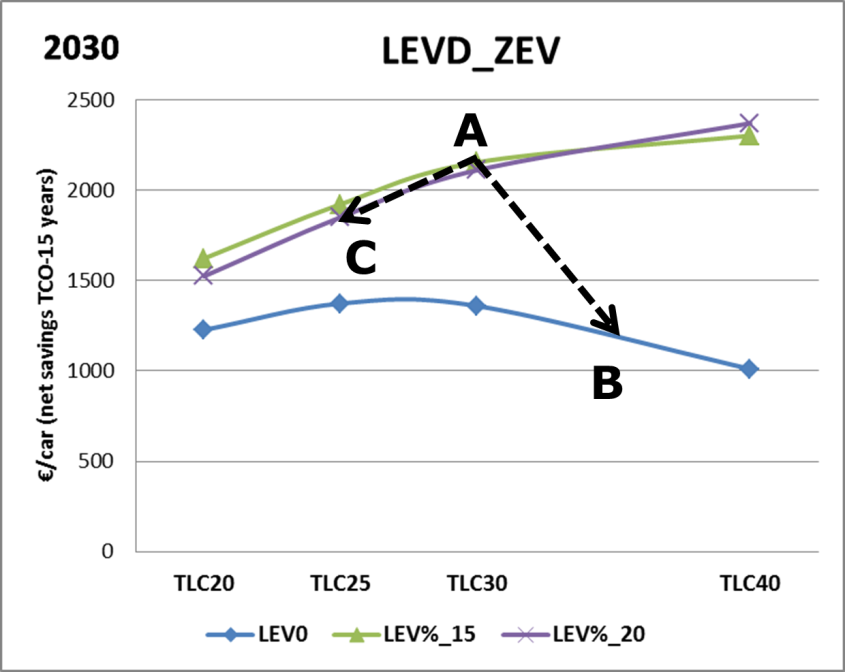 2030
LEVD_ZEV
€/car (net savings TCO-15 years)
2500
2000
1500
1000
500
0
A
C
B
TLC20 TLC25 TLC30 TLC40
LEV0 LEV%_15 LEV%_20